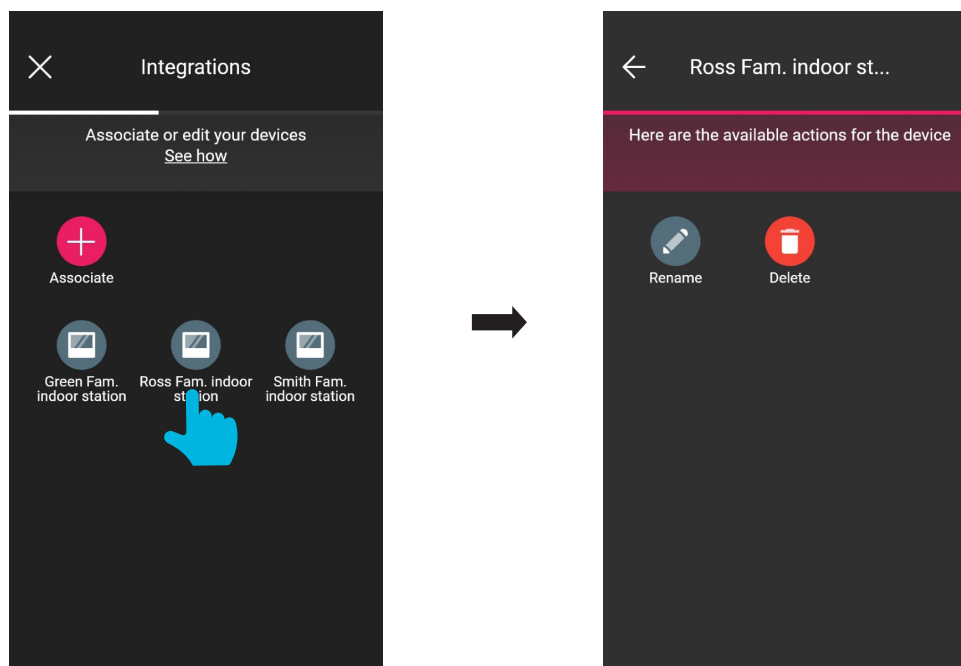 Integrations
Associate or edit your devices
See how
Associate
Green Fam.
indoor station
Ross Fam. indoor
Smith Fam.
indoor station
Ross Fam. indoor st...
Here are the available actions for the device
Rename
Delete